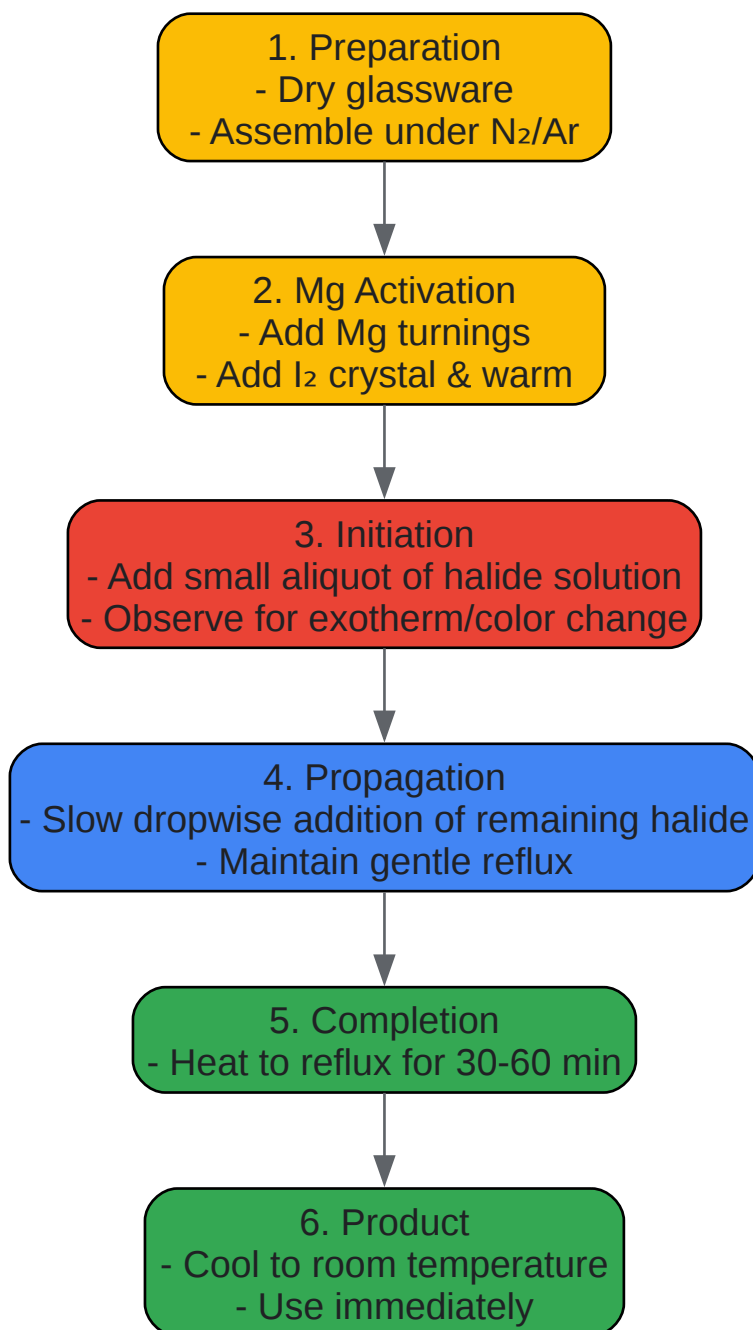 1. Preparation
- Dry glassware
- Assemble under N₂/Ar
2. Mg Activation
- Add Mg turnings
- Add I₂ crystal & warm
3. Initiation
- Add small aliquot of halide solution
- Observe for exotherm/color change
4. Propagation
- Slow dropwise addition of remaining halide
- Maintain gentle reflux
5. Completion
- Heat to reflux for 30-60 min
6. Product
- Cool to room temperature
- Use immediately